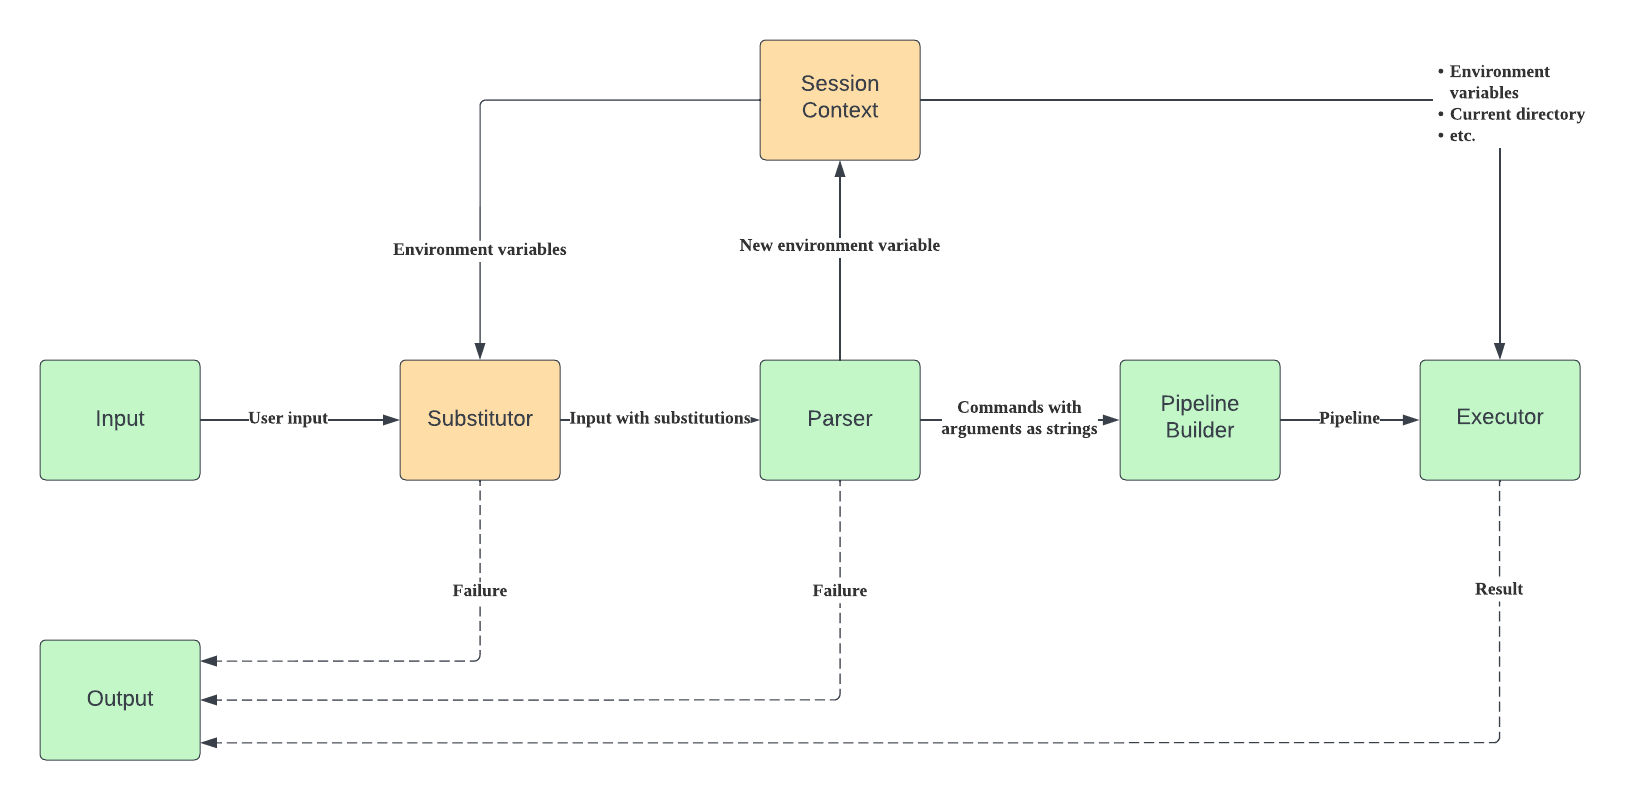 Session
Context
• Environment
variables
• Current directory
• etc.
Environment variables
New environment variable
Input
User input
Substitutor
Input with substitutions
Parser
Commands with
arguments as strings
Pipeline
Builder
Pipeline
Executor
Failure
Failure
Result
Output